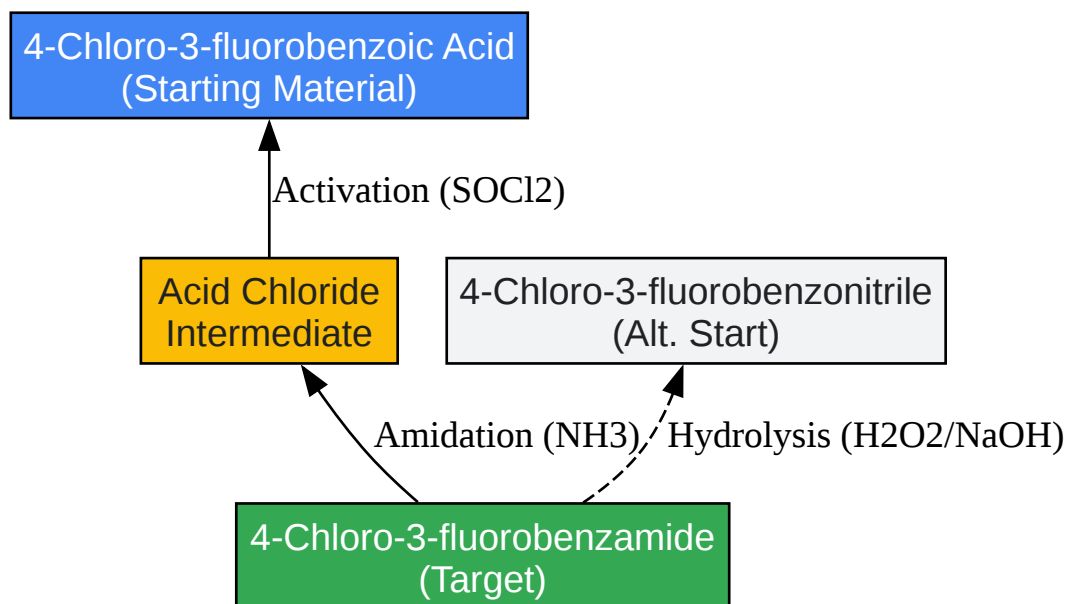 4-Chloro-3-fluorobenzoic Acid
(Starting Material)
Activation (SOCl2)
Acid Chloride
Intermediate
4-Chloro-3-fluorobenzonitrile
(Alt. Start)
Amidation (NH3)
Hydrolysis (H2O2/NaOH)
4-Chloro-3-fluorobenzamide
(Target)